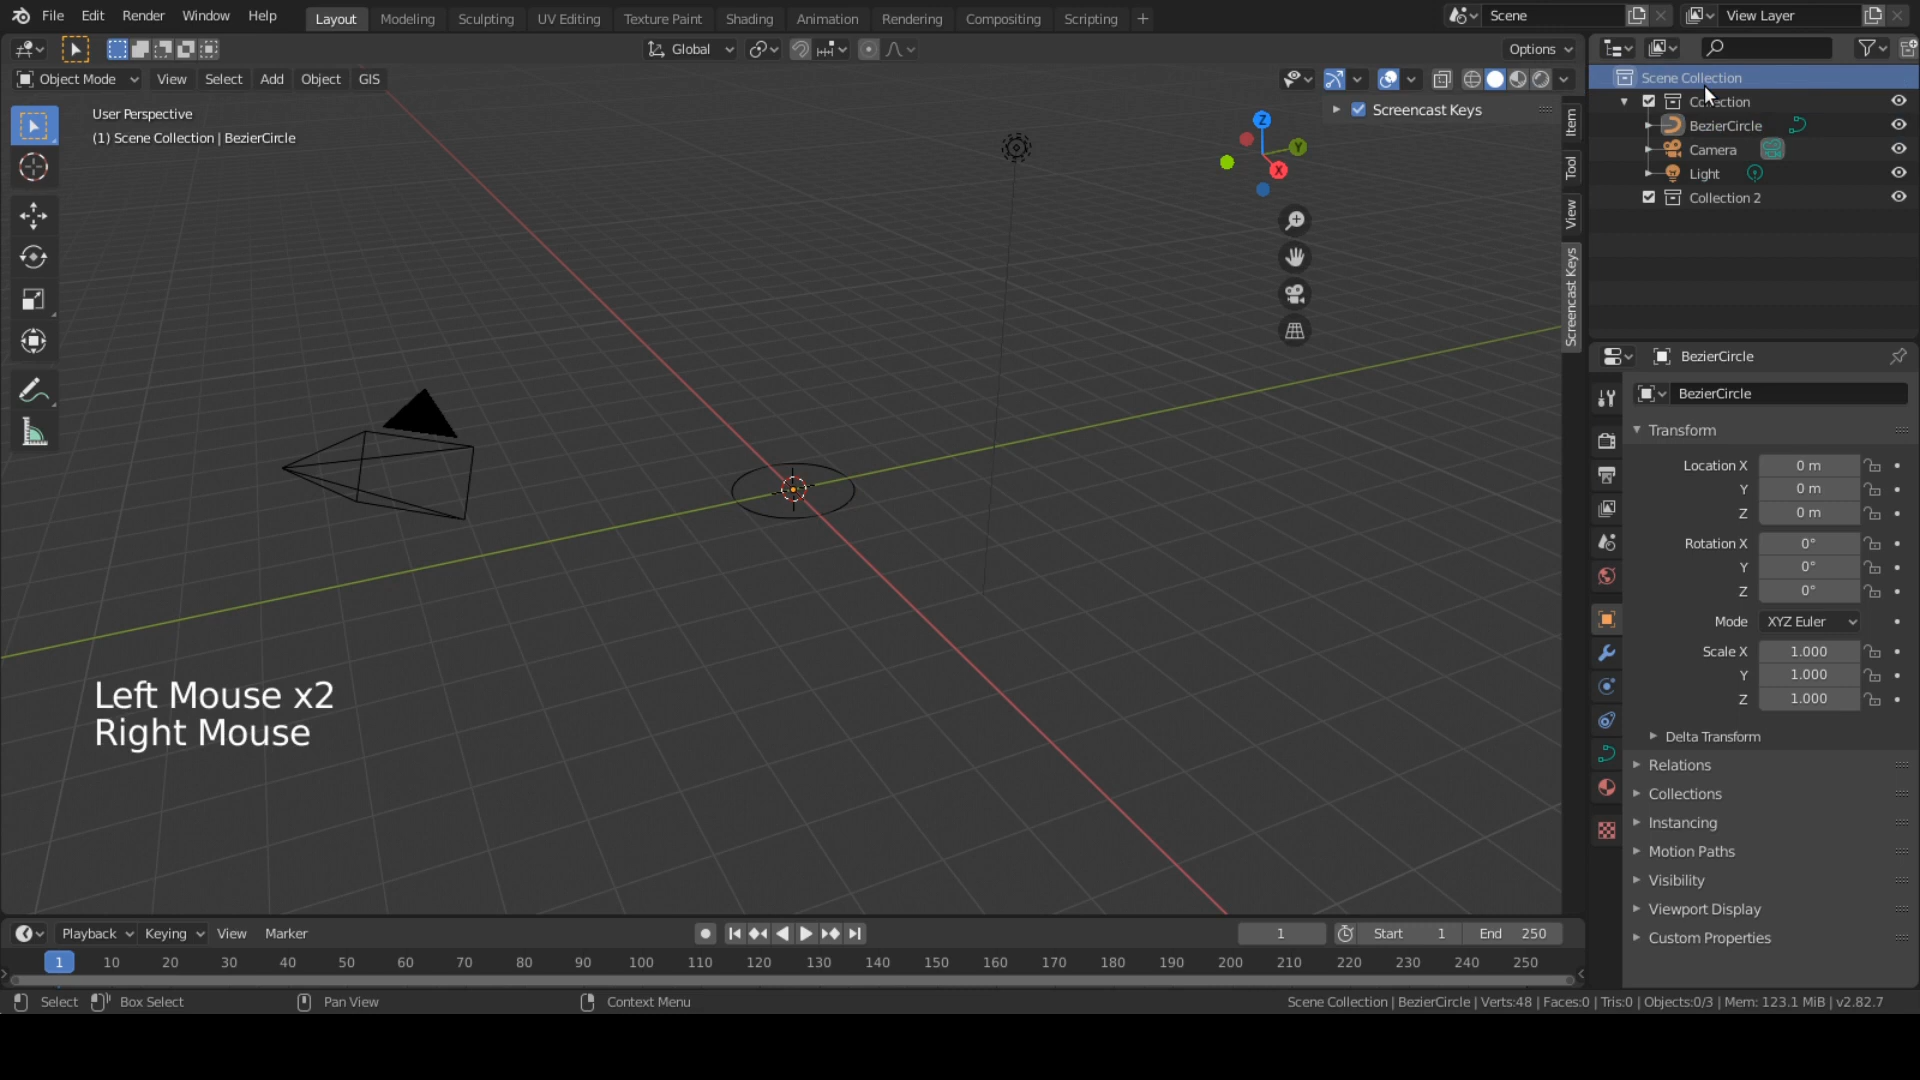 File Edit Render Window Help Layout Modeling Sculpting UV Editing Texture Paint Shading Animation Rendering Compositing Scripting + Scene View Layer
Global Options
Object Mode View Select Add Object GIS
User Perspective
(1) Scene Collection | BezierCircle
Screencast Keys
Z
Y
X
Item
Tool
View
Screencast Keys
Left Mouse x2
Right Mouse
Scene Collection
Collection
BezierCircle
Camera
Light
Collection 2
BezierCircle
BezierCircle
Transform
Location X 0 m
Y 0 m
Z 0 m
Rotation X 0°
Y 0°
Z 0°
Mode XYZ Euler
Scale X 1.000
Y 1.000
Z 1.000
Delta Transform
Relations
Collections
Instancing
Motion Paths
Visibility
Viewport Display
Custom Properties
Playback Keying View Marker 1 Start 1 End 250
1 10 20 30 40 50 60 70 80 90 100 110 120 130 140 150 160 170 180 190 200 210 220 230 240 250
Select Box Select Pan View Context Menu Scene Collection | BezierCircle | Verts:48 | Faces:0 | Tris:0 | Objects:0/3 | Mem: 123.1 MiB | v2.82.7